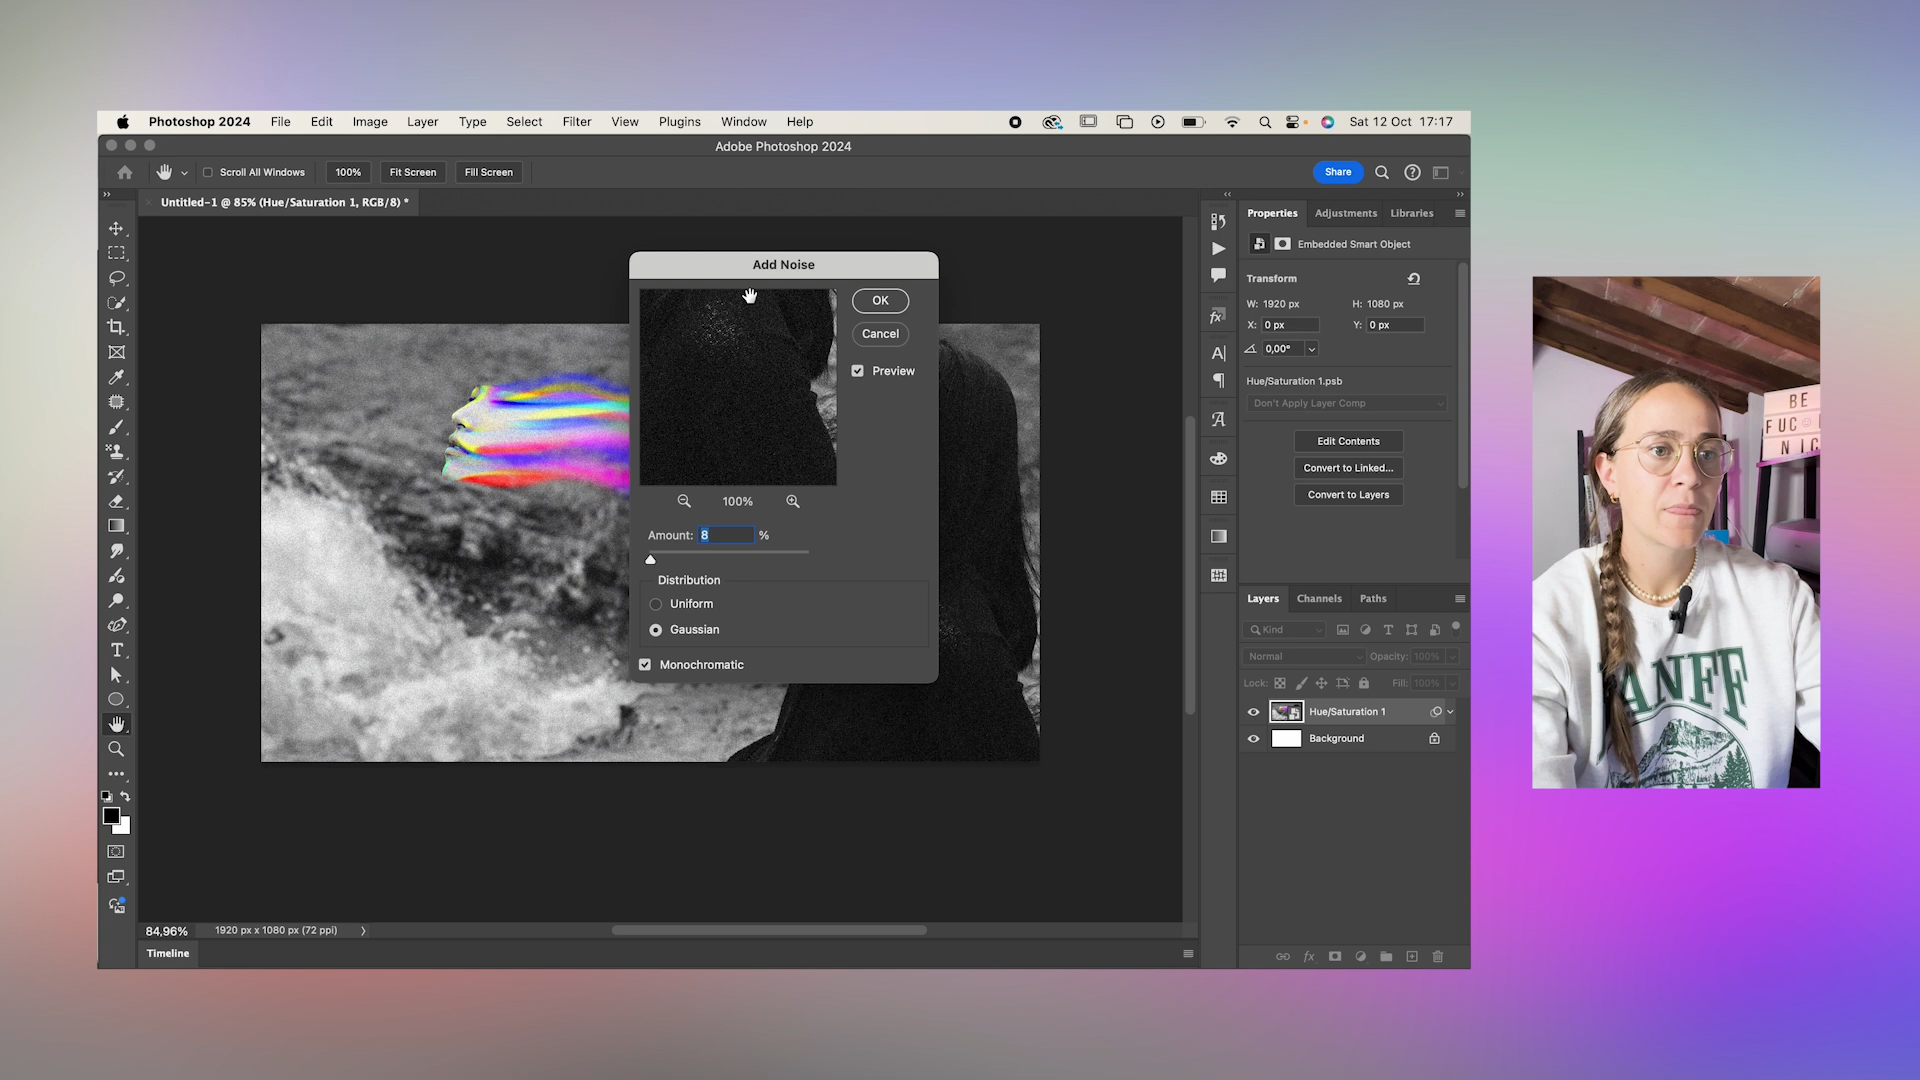 Photoshop 2024 File Edit Image Layer Type Select Filter View Plugins Window Help Sat 12 Oct 17:17
Adobe Photoshop 2024
Scroll All Windows 100% Fit Screen Fill Screen Share
Untitled-1 @ 85% (Hue/Saturation 1, RGB/8) *
Add Noise
OK
Cancel
Preview
100%
Amount: 8 %
Distribution
Uniform
Gaussian
Monochromatic
84,96% 1920 px x 1080 px (72 ppi)
Timeline
Properties Adjustments Libraries
Embedded Smart Object
Transform
W: 1920 px H: 1080 px
X: 0 px Y: 0 px
0,00°
Hue/Saturation 1.psb
Don't Apply Layer Comp
Edit Contents
Convert to Linked...
Convert to Layers
Layers Channels Paths
Kind
Normal Opacity: 100%
Lock: Fill: 100%
Hue/Saturation 1
Background
BE
FUC
NIC
ANFF